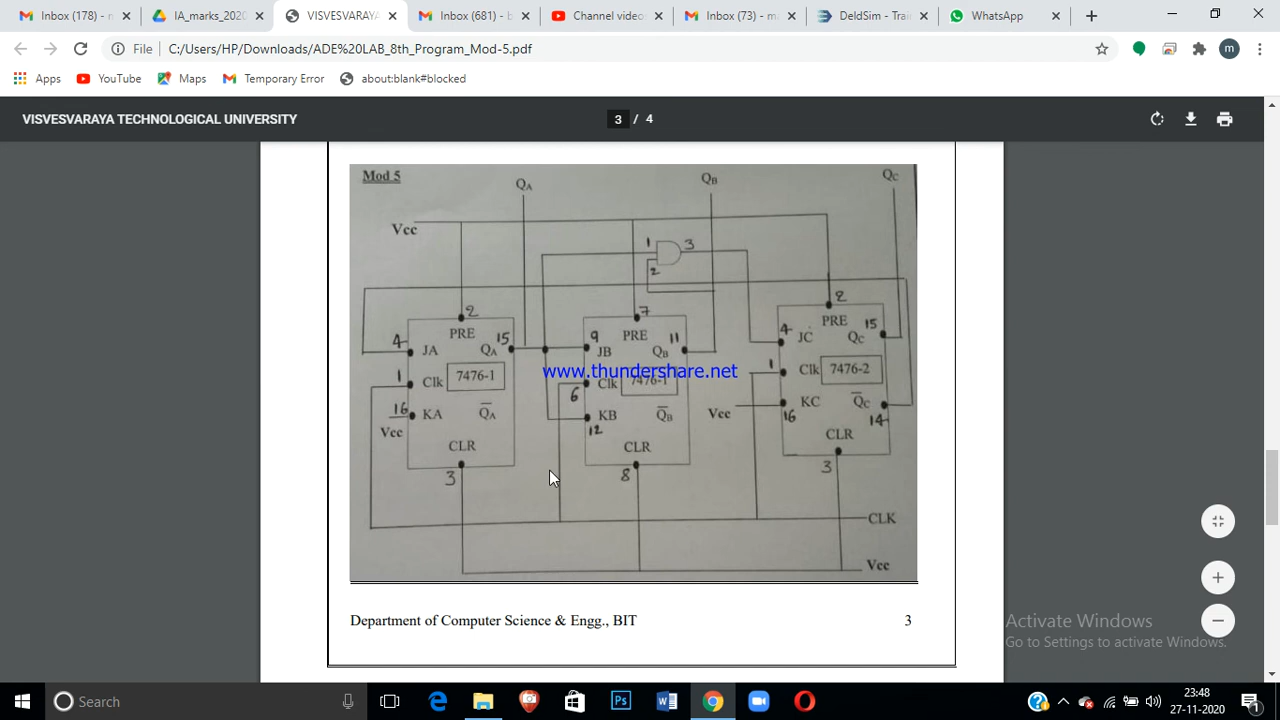 Inbox (178) - m
IA_marks_202
VISVESVARAYA
Inbox (681) - b
Channel video
Inbox (73) - m
DeldSim - Trai
WhatsApp
File
C:/Users/HP/Downloads/ADE%20LAB_8th_Program_Mod-5.pdf
m
Apps
YouTube
Maps
Temporary Error
about:blank#blocked
VISVESVARAYA TECHNOLOGICAL UNIVERSITY
3 / 4
Mod 5
QA
QB
QC
Vcc
1
3
2
2
7
2
4
PRE
15
9
PRE
11
4
PRE
15
JA
QA
JB
QB
JC
QC
www.thundershare.net
1
Clk
7476-1
6
Clk
7476-1
1
Clk
7476-2
16
KA
Q̅A
KB
Q̅B
Vcc
KC
Q̅C
Vcc
12
16
14
CLR
CLR
CLR
3
8
3
CLK
Vcc
Department of Computer Science & Engg., BIT
3
Activate Windows
Go to Settings to activate Windows.
Search
23:48
27-11-2020
1